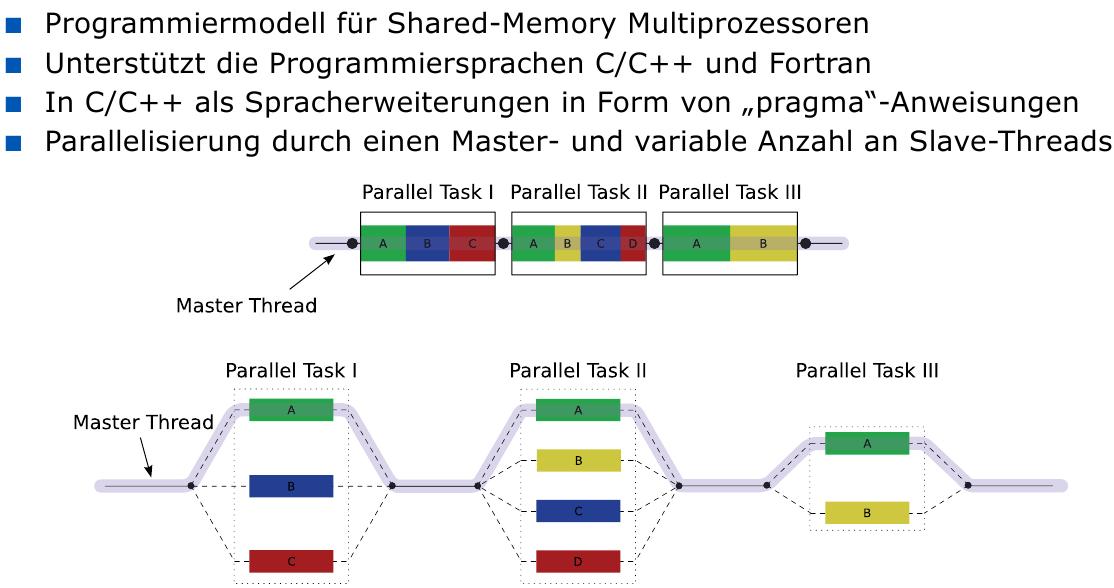 Programmiermodell für Shared-Memory Multiprozessoren
Unterstützt die Programmiersprachen C/C++ und Fortran
In C/C++ als Spracherweiterungen in Form von „pragma“-Anweisungen
Parallelisierung durch einen Master- und variable Anzahl an Slave-Threads
Parallel Task I Parallel Task II Parallel Task III
A B C A B C D A B
Master Thread
Parallel Task I Parallel Task II Parallel Task III
A A
Master Thread A
B
B
C
B
C D